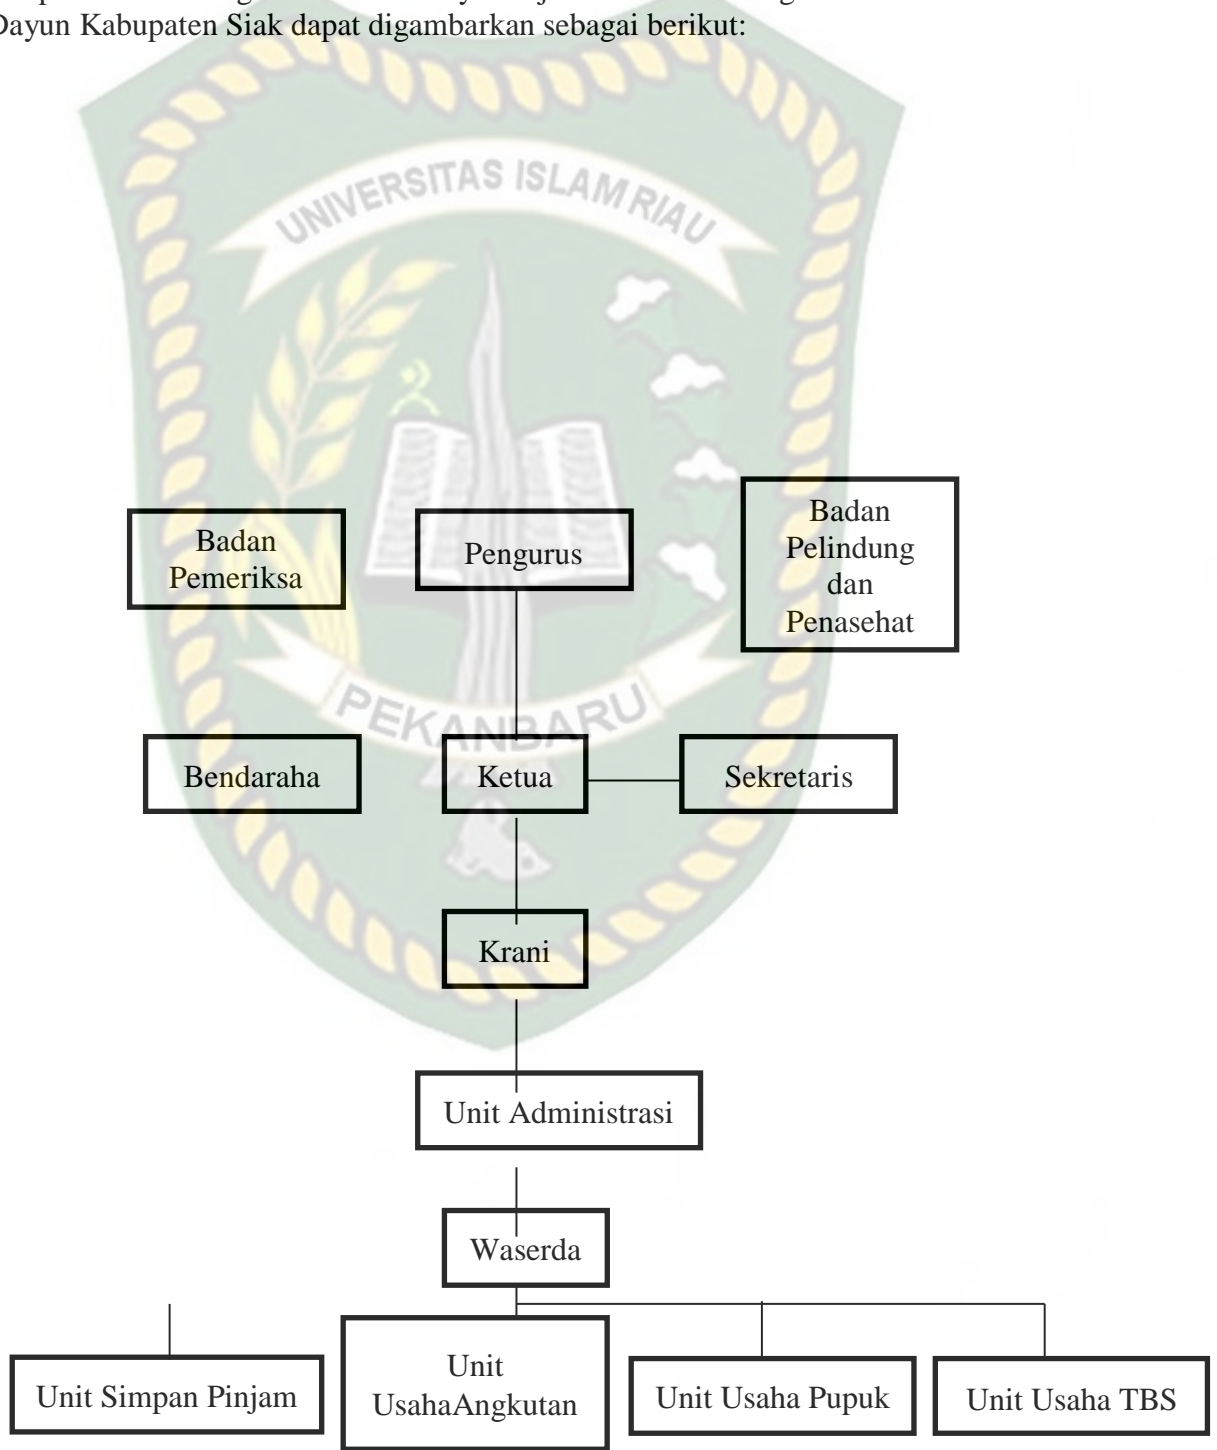 Dayun Kabupaten Siak dapat digambarkan sebagai berikut:
UNIVERSITAS ISLAM RIAU
Badan
Pemeriksa
Pengurus
Badan
Pelindung
dan
Penasehat
PEKANBARU
Bendaraha
Ketua
Sekretaris
Krani
Unit Administrasi
Waserda
Unit Simpan Pinjam
Unit
UsahaAngkutan
Unit Usaha Pupuk
Unit Usaha TBS